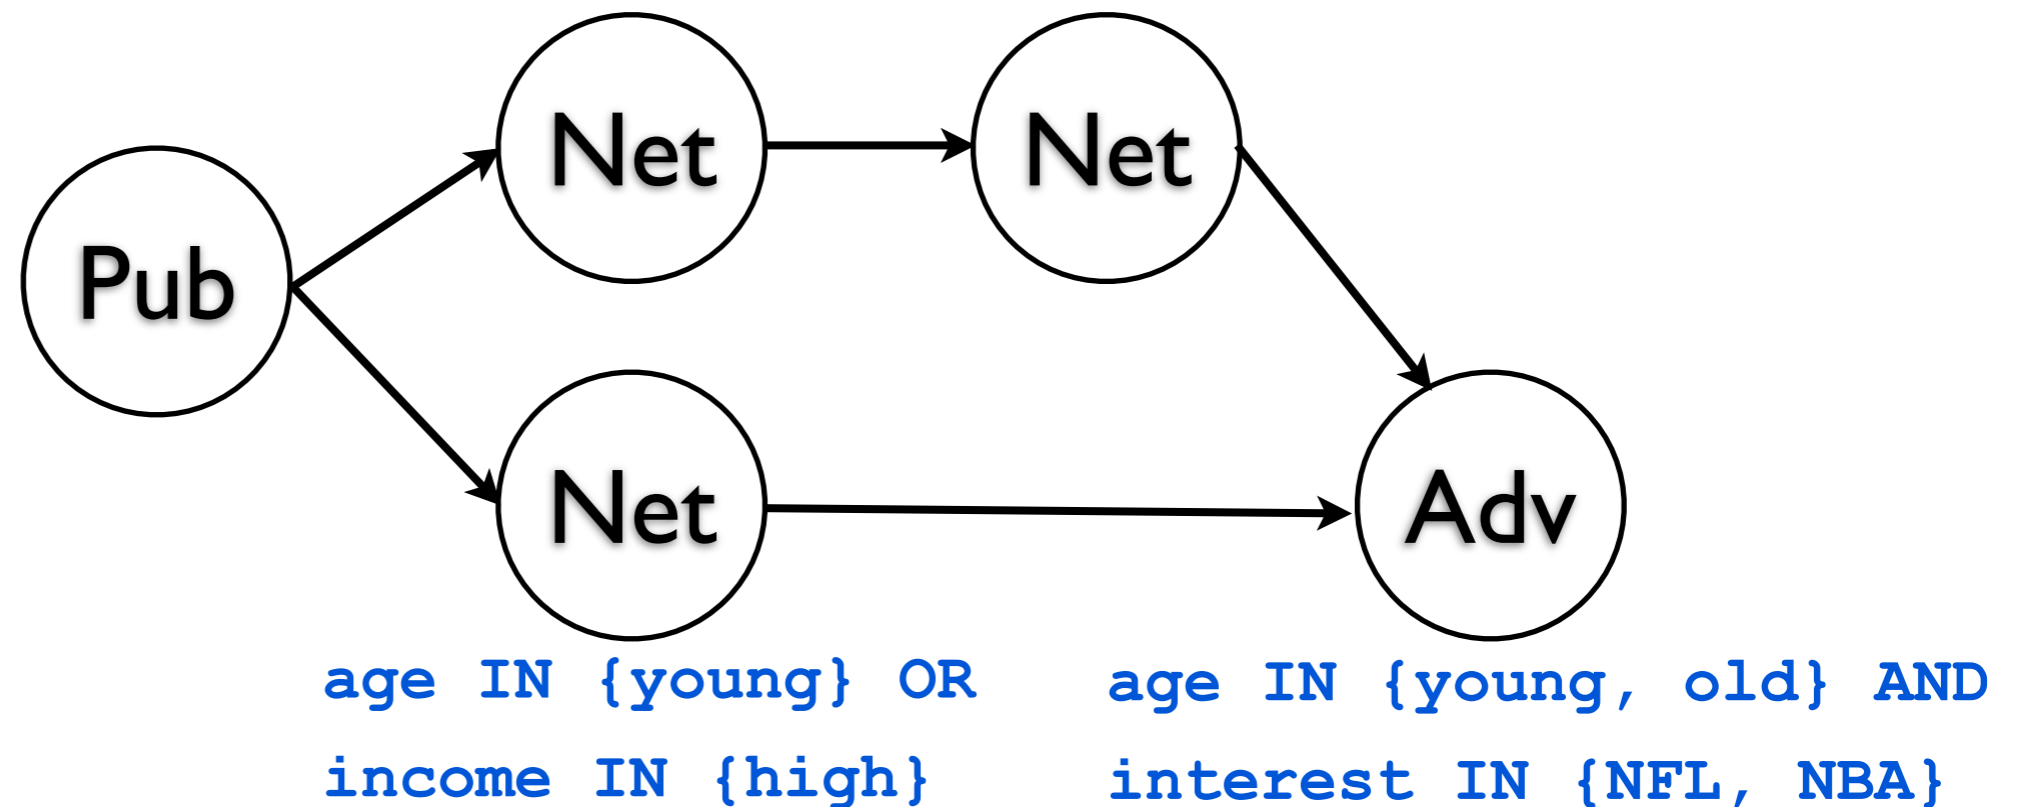 Net
Net
Pub
Net
Adv
age IN {young} OR
income IN {high}
age IN {young, old} AND
interest IN {NFL, NBA}